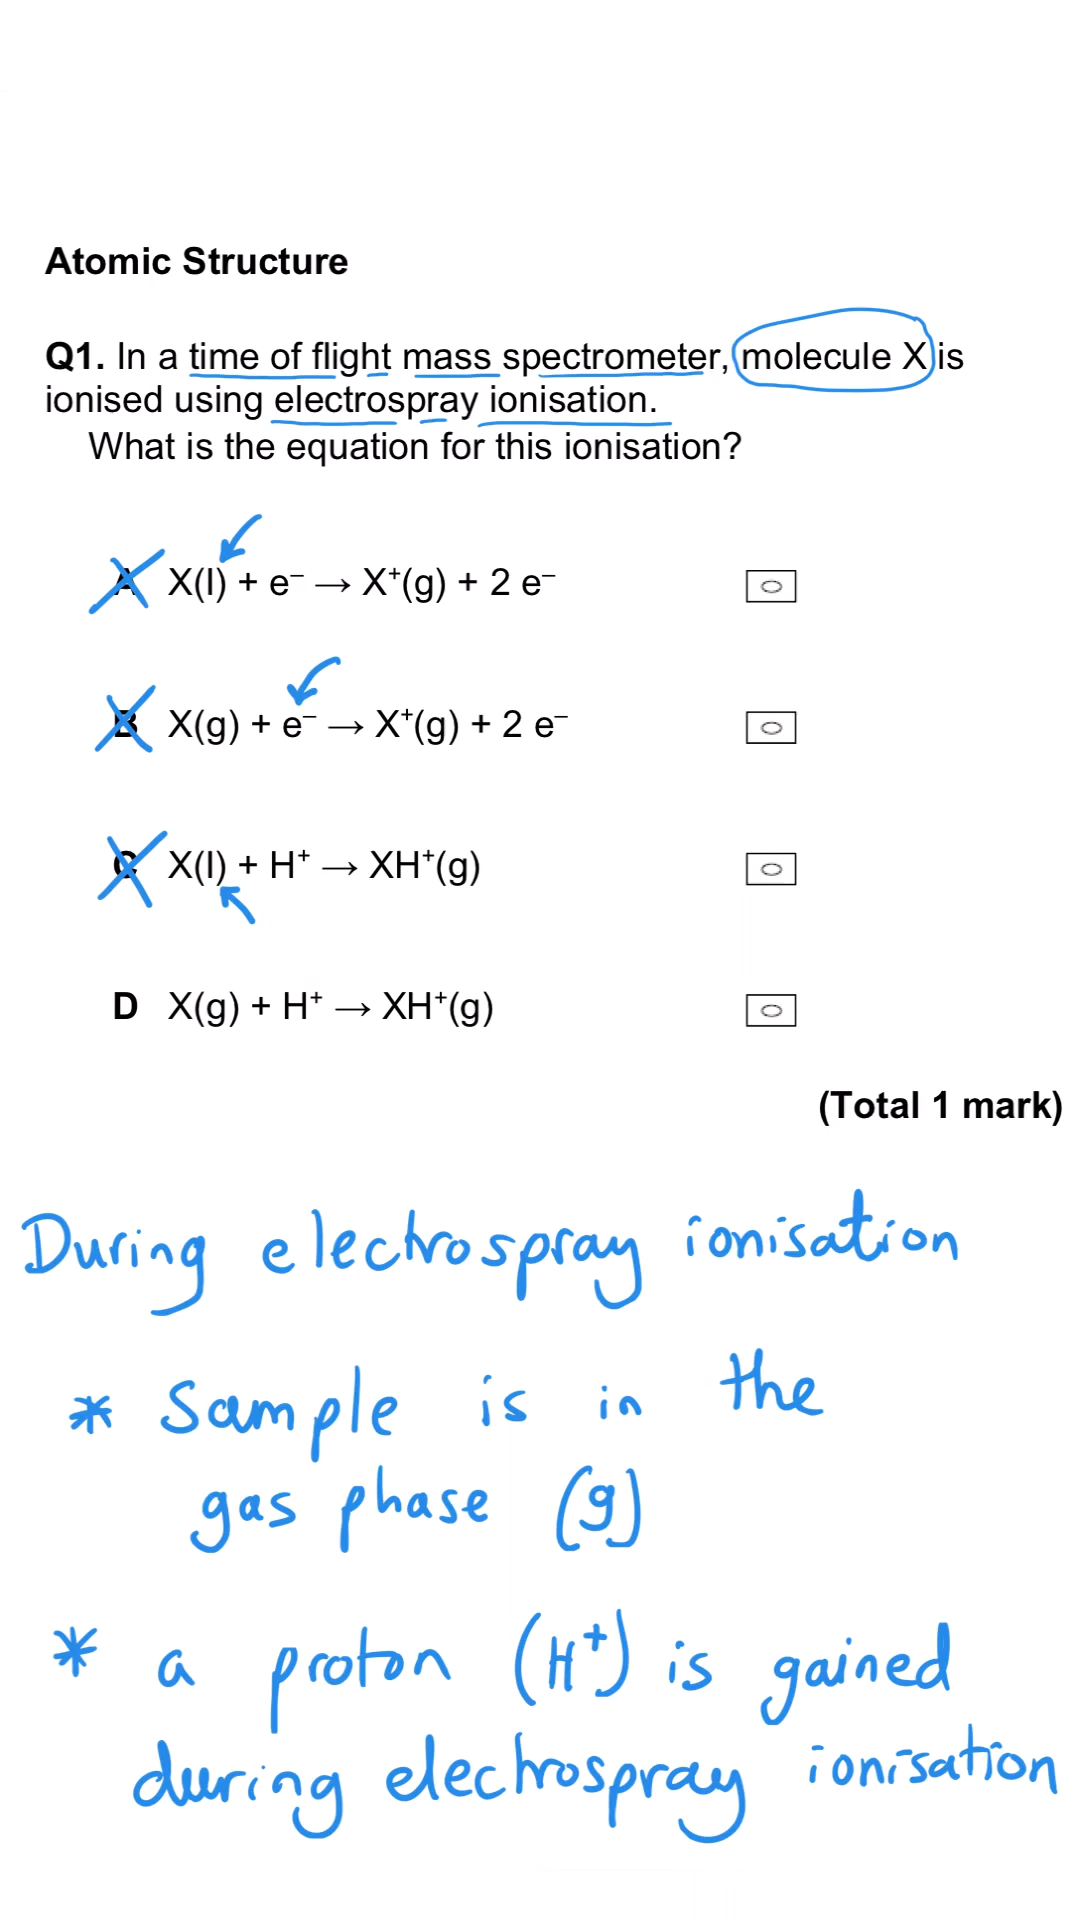 Atomic Structure
Q1. In a time of flight mass spectrometer, molecule X is
ionised using electrospray ionisation.
What is the equation for this ionisation?
A X(l) + e⁻ → X⁺(g) + 2 e⁻
B X(g) + e⁻ → X⁺(g) + 2 e⁻
C X(l) + H⁺ → XH⁺(g)
D X(g) + H⁺ → XH⁺(g)
(Total 1 mark)
During electrospray ionisation
* Sample is in the
gas phase (g)
* a proton (H⁺) is gained
during electrospray ionisation